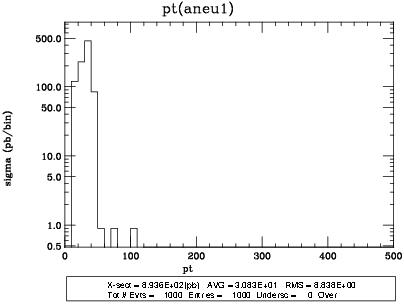 pt(aneu1)
sigma (pb/bin)
500.0
100.0
50.0
10.0
5.0
1.0
0.5
0 100 200 300 400 500
pt
X-sect = 8.936E+02(pb) AVG = 3.083E+01 RMS = 8.838E+00
Tot # Evts = 1000 Entries = 1000 Undersc = 0 Over